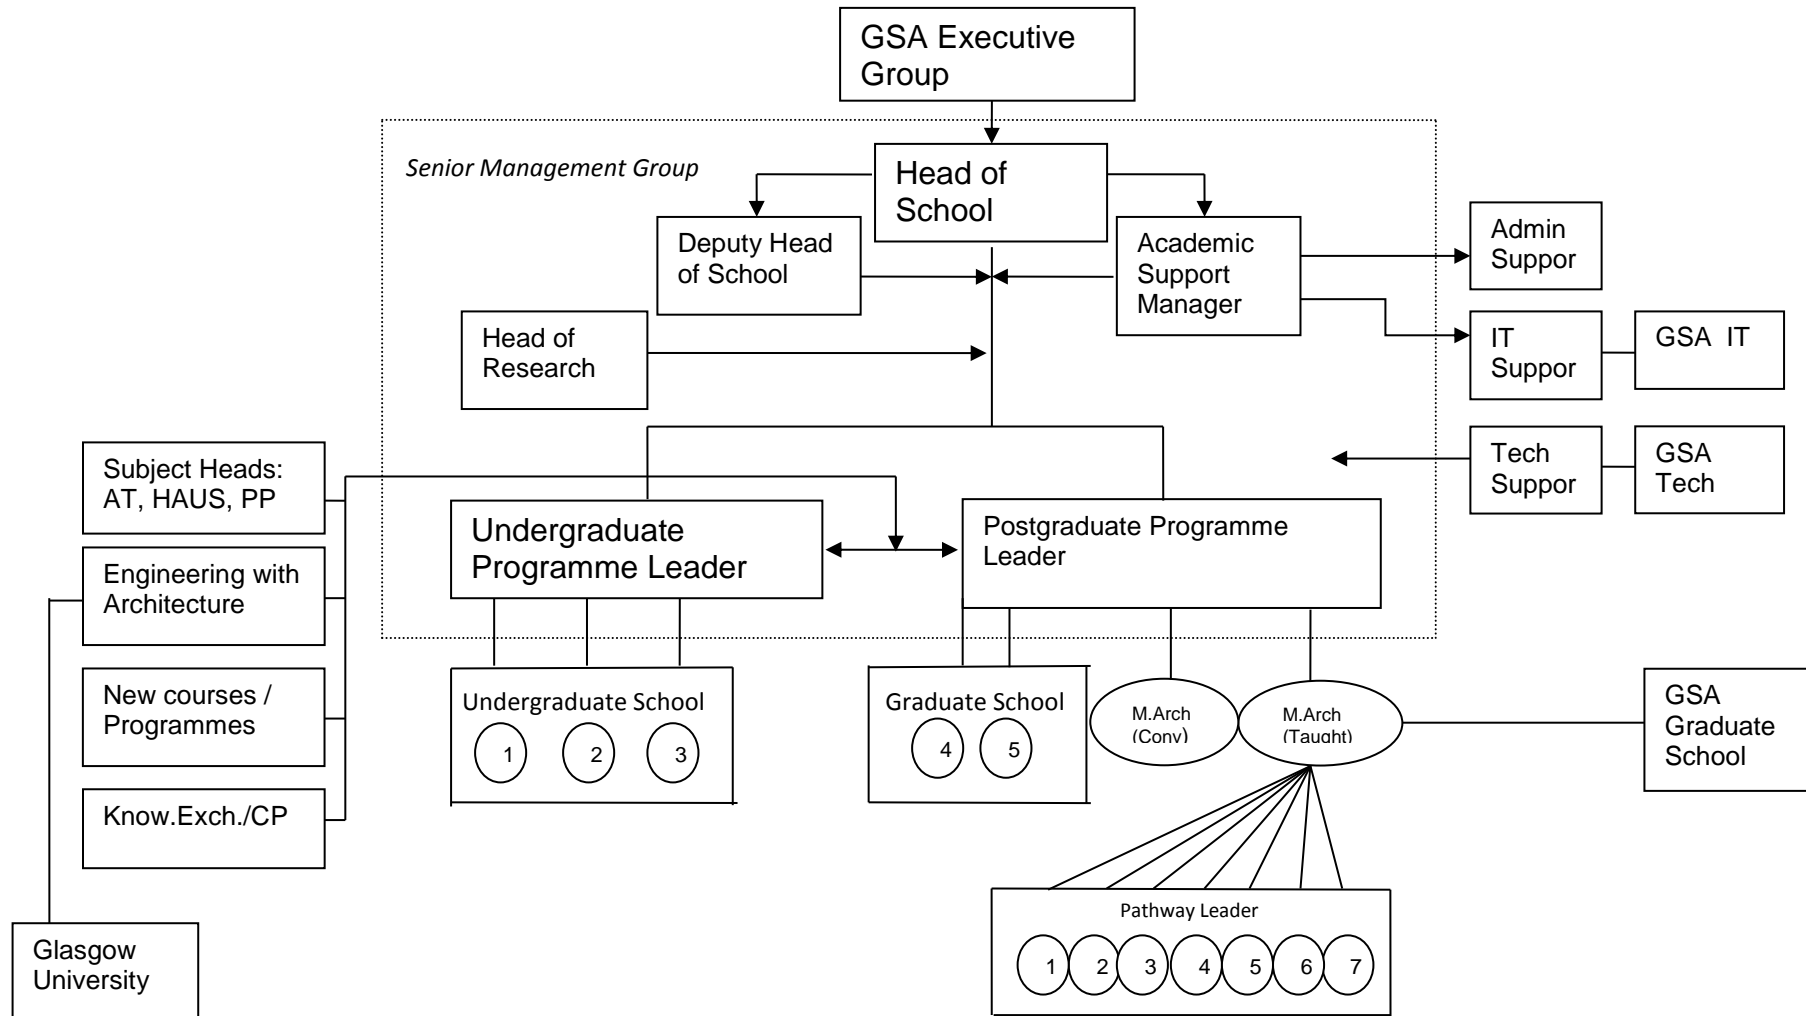 GSA Executive
Group
Senior Management Group
Head of
School
Deputy Head
of School
Academic
Support
Manager
Admin
Suppor
Head of
Research
IT
Suppor
GSA IT
Subject Heads:
AT, HAUS, PP
Tech
Suppor
GSA
Tech
Undergraduate
Programme Leader
Postgraduate Programme
Leader
Engineering with
Architecture
New courses /
Programmes
Undergraduate School
1 2 3
Graduate School
4 5
M.Arch
(Conv)
M.Arch
(Taught)
GSA
Graduate
School
Know.Exch./CP
Pathway Leader
1 2 3 4 5 6 7
Glasgow
University